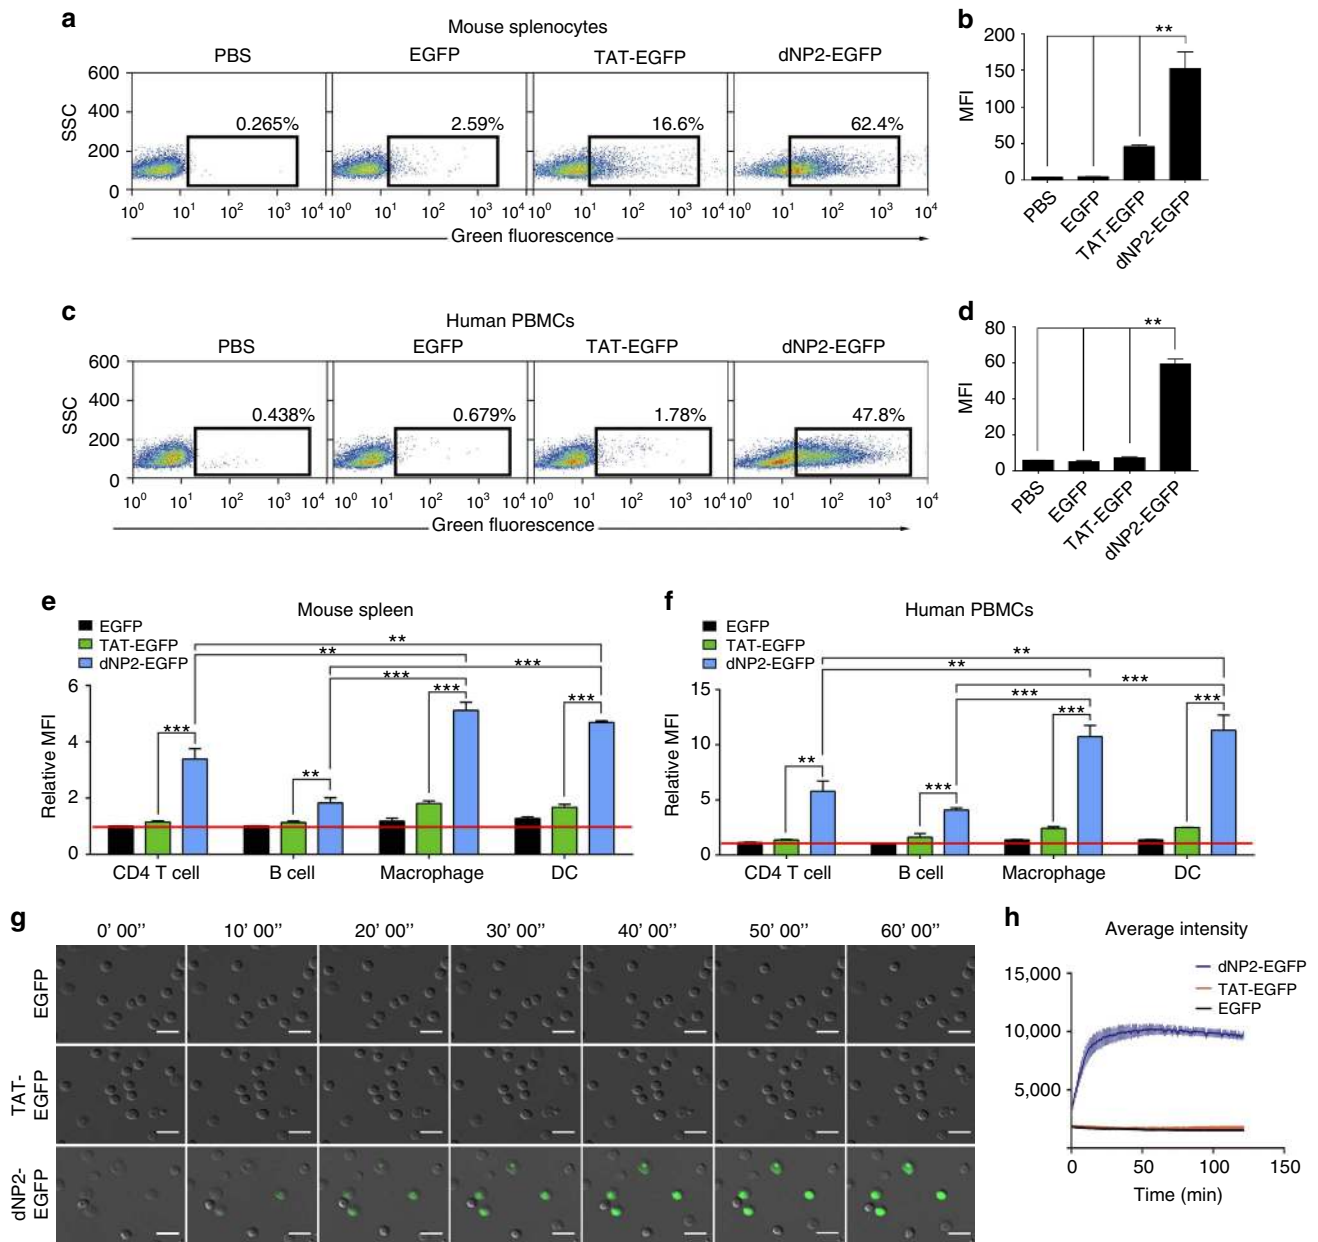 a
Mouse splenocytes
PBS EGFP TAT-EGFP dNP2-EGFP
SSC
600
400
200
0
0.265% 2.59% 16.6% 62.4%
10⁰ 10¹ 10² 10³ 10⁴ 10⁰ 10¹ 10² 10³ 10⁴ 10⁰ 10¹ 10² 10³ 10⁴ 10⁰ 10¹ 10² 10³ 10⁴
Green fluorescence
b
MFI
200
150
100
50
0
**
PBS EGFP TAT-EGFP dNP2-EGFP
c
Human PBMCs
PBS EGFP TAT-EGFP dNP2-EGFP
SSC
600
400
200
0
0.438% 0.679% 1.78% 47.8%
10⁰ 10¹ 10² 10³ 10⁴ 10⁰ 10¹ 10² 10³ 10⁴ 10⁰ 10¹ 10² 10³ 10⁴ 10⁰ 10¹ 10² 10³ 10⁴
Green fluorescence
d
MFI
80
60
40
20
0
**
PBS EGFP TAT-EGFP dNP2-EGFP
e
Mouse spleen
EGFP
TAT-EGFP
dNP2-EGFP
Relative MFI
6
4
2
0
**
**
***
***
***
***
***
**
CD4 T cell B cell Macrophage DC
f
Human PBMCs
EGFP
TAT-EGFP
dNP2-EGFP
Relative MFI
15
10
5
0
**
**
***
***
***
***
**
***
CD4 T cell B cell Macrophage DC
g
0' 00" 10' 00" 20' 00" 30' 00" 40' 00" 50' 00" 60' 00"
EGFP
TAT-
EGFP
dNP2-
EGFP
h
Average intensity
dNP2-EGFP
TAT-EGFP
EGFP
15,000
10,000
5,000
0 50 100 150
Time (min)